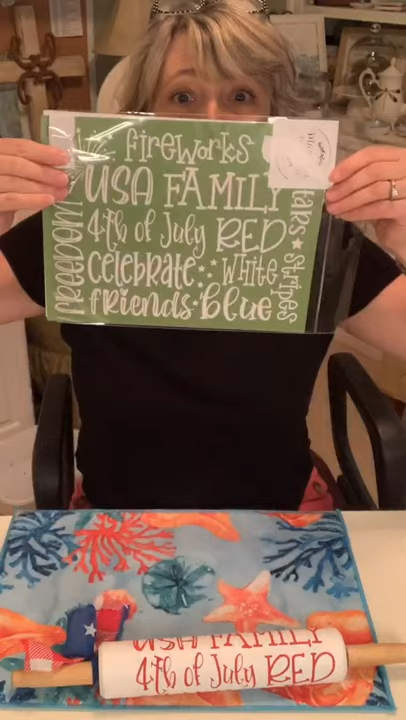 fireworks
USA FAMILY
4th of July RED
celebrate White
friends blue
FREEDOM
Stripes
USA FAMILY
4th of July RED